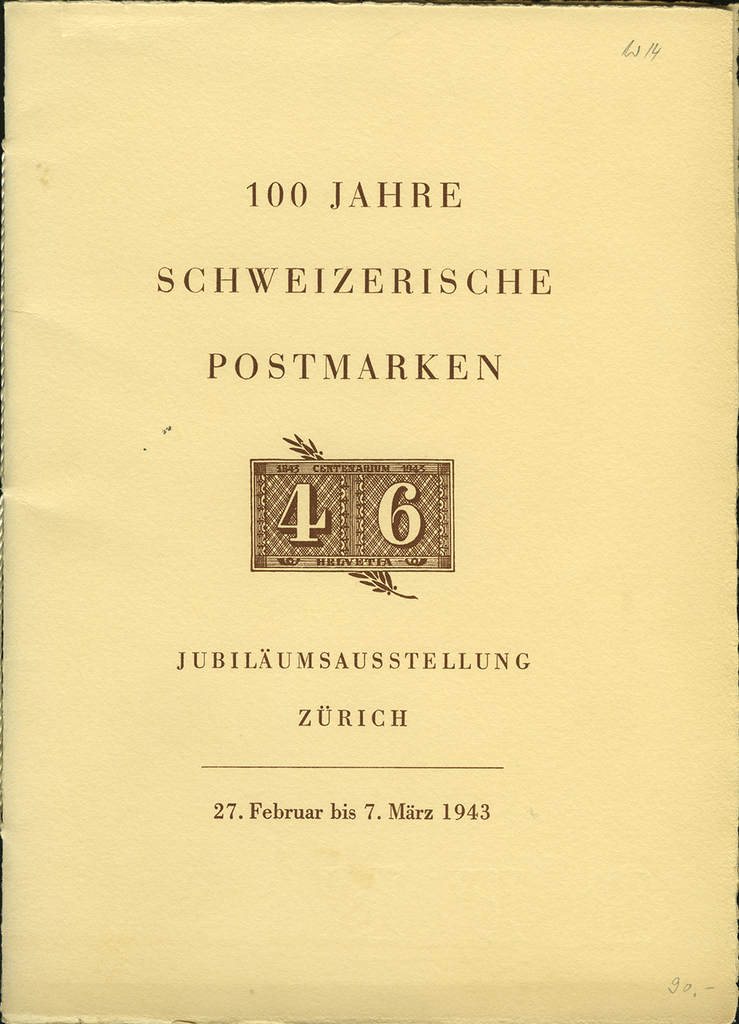 100 JAHRE
SCHWEIZERISCHE
POSTMARKEN
1843 CENTENARIUM 1943
4 6
HELVETIA
JUBILÄUMSAUSSTELLUNG
ZÜRICH
27. Februar bis 7. März 1943
90.-